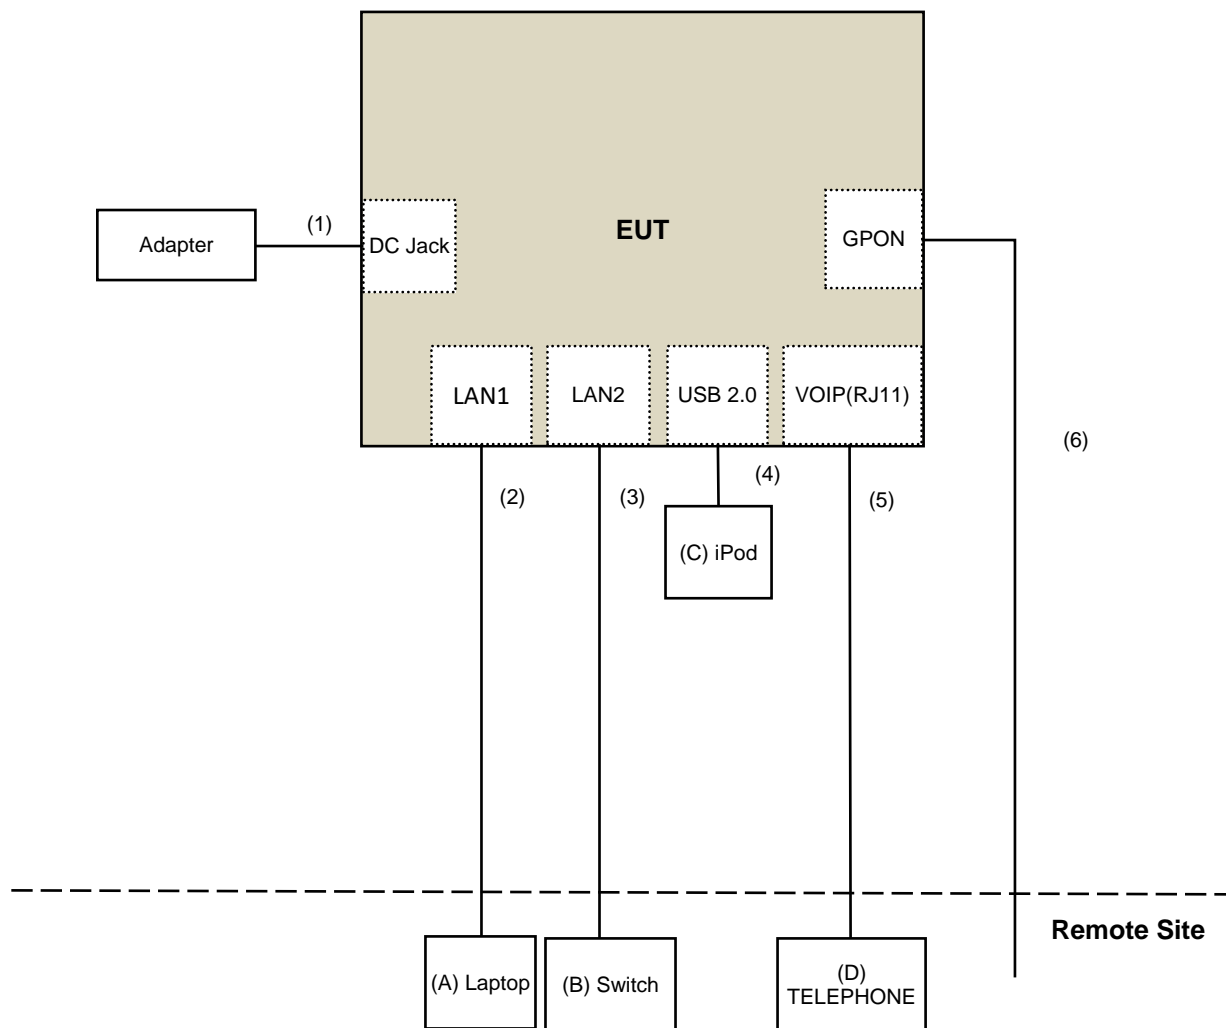 (1)
Adapter
DC Jack
EUT
GPON
LAN1
LAN2
USB 2.0
VOIP(RJ11)
(2)
(3)
(4)
(5)
(6)
(C) iPod
Remote Site
(A) Laptop
(B) Switch
(D)
TELEPHONE